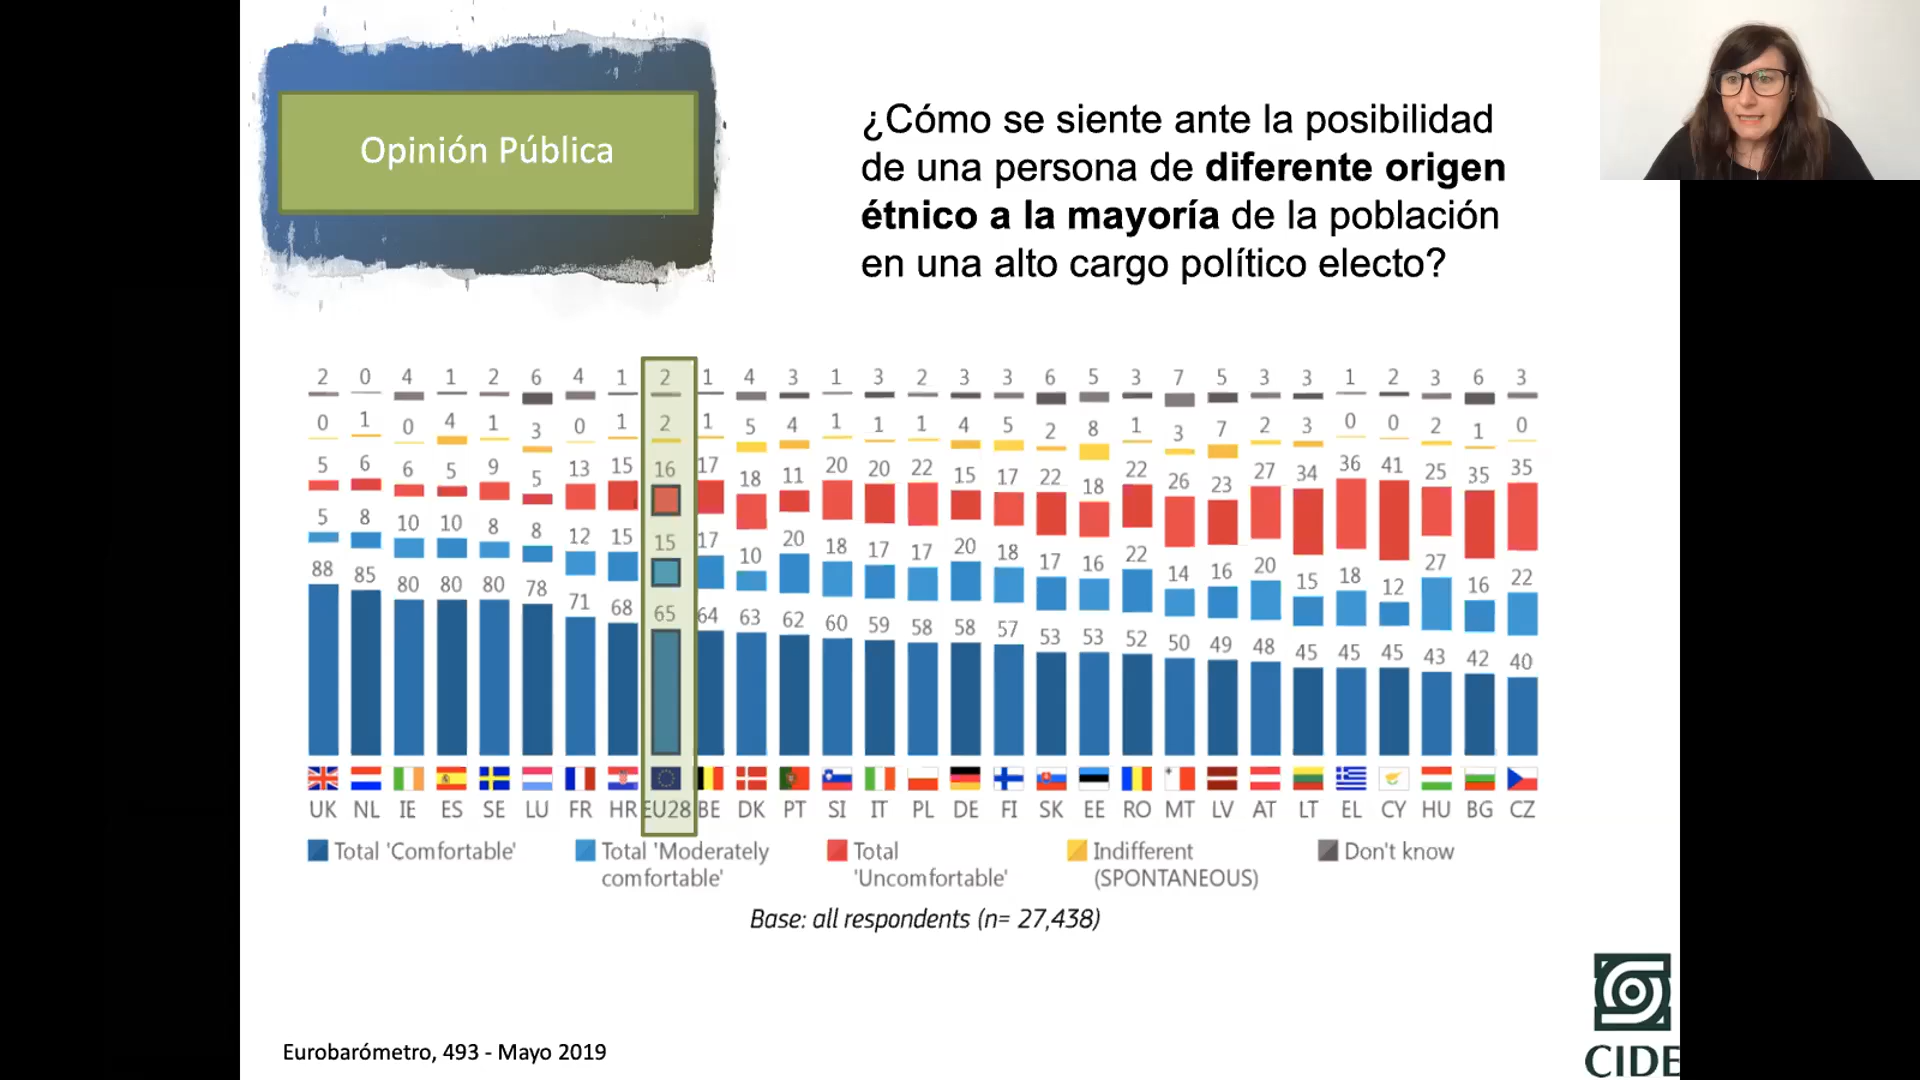 Opinión Pública
¿Cómo se siente ante la posibilidad
de una persona de diferente origen
étnico a la mayoría de la población
en una alto cargo político electo?
2 0 4 1 2 6 4 1 2 1 4 3 1 3 2 3 3 6 5 3 7 5 3 3 1 2 3 6 3
0 1 0 4 1 3 0 1 2 1 5 4 1 1 1 4 5 2 8 1 3 7 2 3 0 0 2 1 0
5 6 6 5 9 5 13 15 16 17 18 11 20 20 22 15 17 22 18 22 26 23 27 34 36 41 25 35 35
5 8 10 10 8 8 12 15 15 17 10 20 18 17 17 20 18 17 16 22 14 16 20 15 18 12 27 16 22
88 85 80 80 80 78 71 68 65 64 63 62 60 59 58 58 57 53 53 52 50 49 48 45 45 45 43 42 40
UK NL IE ES SE LU FR HR EU28 BE DK PT SI IT PL DE FI SK EE RO MT LV AT LT EL CY HU BG CZ
Total 'Comfortable'
Total 'Moderately
comfortable'
Total
'Uncomfortable'
Indifferent
(SPONTANEOUS)
Don't know
Base: all respondents (n= 27,438)
Eurobarómetro, 493 - Mayo 2019
CIDE